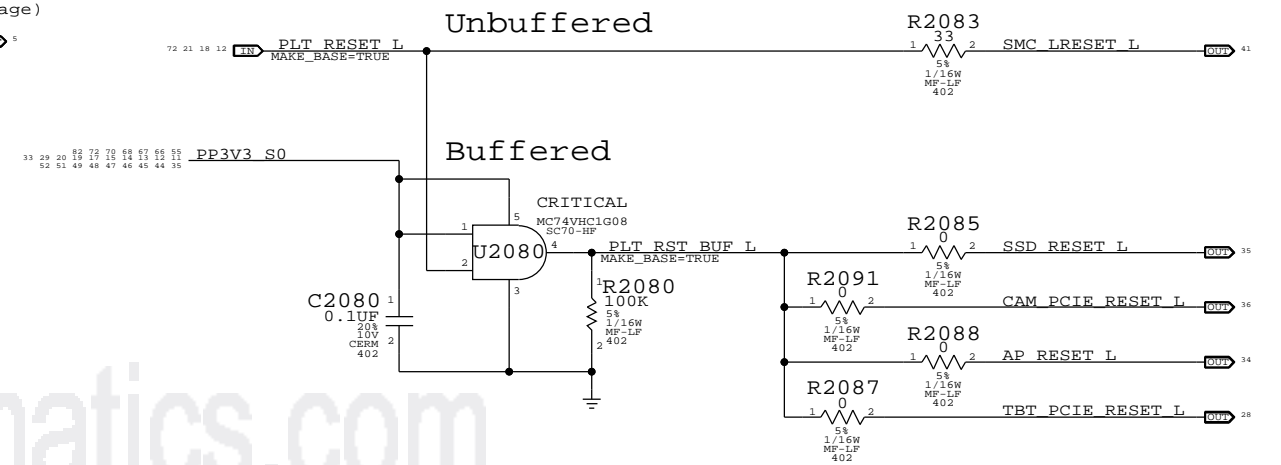 age)
5
Unbuffered
72 21 18 12 IN PLT_RESET_L
MAKE_BASE=TRUE
R2083
33
1 2
5%
1/16W
MF-LF
402
SMC_LRESET_L
OUT 41
82 72 70 68 67 66 55
33 29 20 19 17 15 14 13 12 11
52 51 49 48 47 46 45 44 35
PP3V3_S0
Buffered
CRITICAL
MC74VHC1G08
SC70-HF
5
1
2
U2080
4
3
PLT_RST_BUF_L
MAKE_BASE=TRUE
C2080
0.1UF
20%
10V
CERM
402
1
2
R2080
100K
5%
1/16W
MF-LF
402
1
2
R2085
0
1 2
5%
1/16W
MF-LF
402
SSD_RESET_L
OUT 35
R2091
0
1 2
5%
1/16W
MF-LF
402
CAM_PCIE_RESET_L
OUT 36
R2088
0
1 2
5%
1/16W
MF-LF
402
AP_RESET_L
OUT 34
R2087
0
1 2
5%
1/16W
MF-LF
402
TBT_PCIE_RESET_L
OUT 28
matics.com